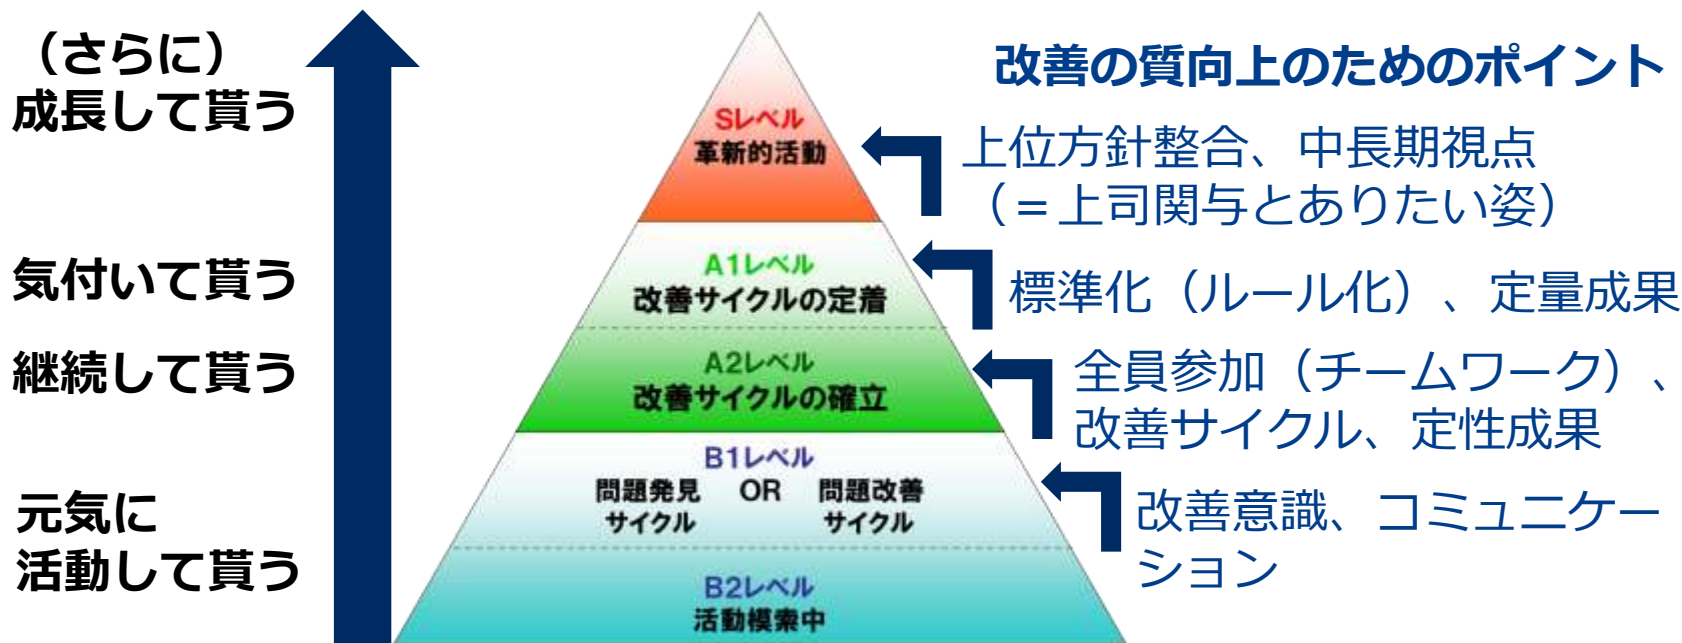 （さらに）
成長して貰う
気付いて貰う
継続して貰う
元気に
活動して貰う
Sレベル
革新的活動
A1レベル
改善サイクルの定着
A2レベル
改善サイクルの確立
B1レベル
問題発見 OR 問題改善
サイクル サイクル
B2レベル
活動模索中
改善の質向上のためのポイント
上位方針整合、中長期視点
（＝上司関与とありたい姿）
標準化（ルール化）、定量成果
全員参加（チームワーク）、
改善サイクル、定性成果
改善意識、コミュニケー
ション